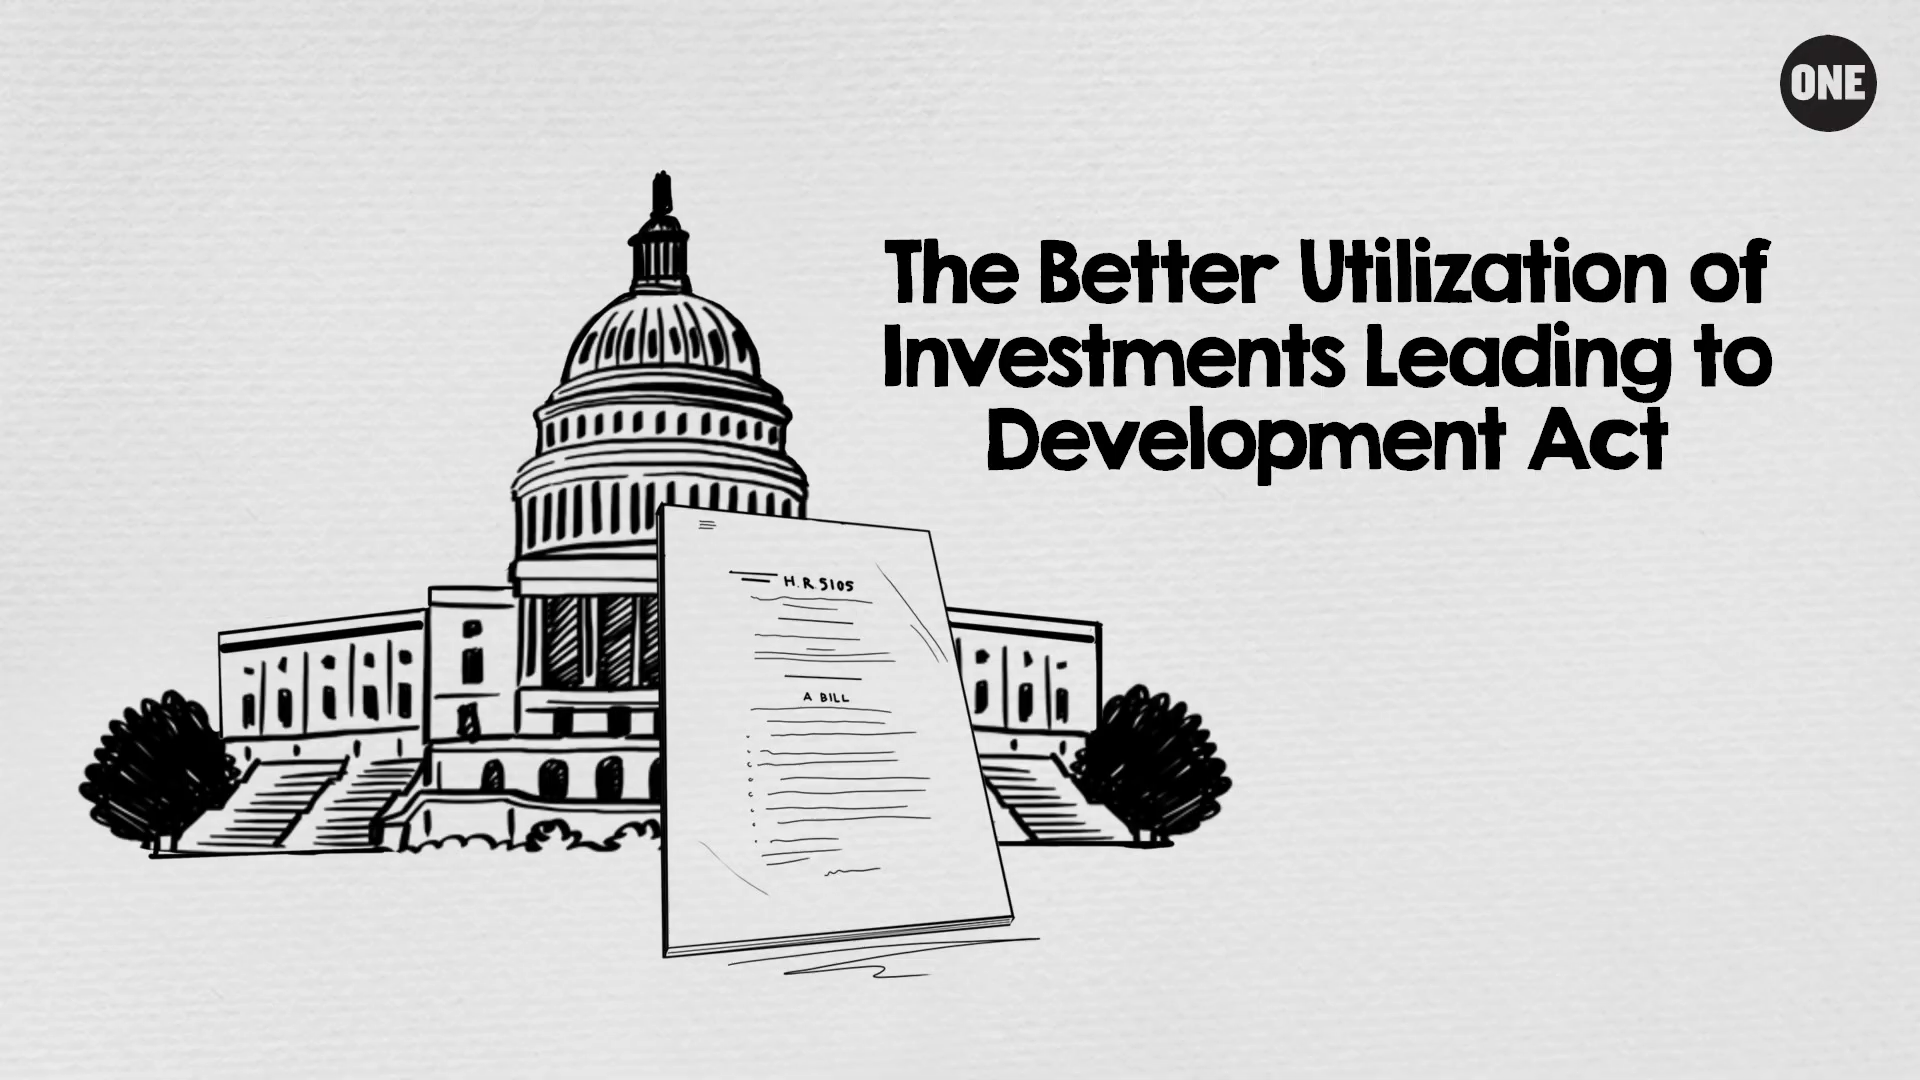 ONE
The Better Utilization of
Investments Leading to
Development Act
H.R.5105
A BILL